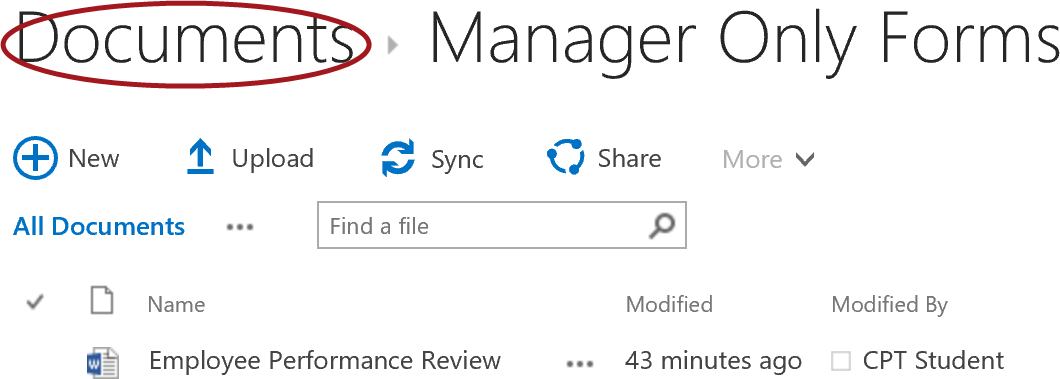 Documents Manager Only Forms
New Upload Sync Share More
All Documents ... Find a file
Name Modified Modified By
W Employee Performance Review ... 43 minutes ago CPT Student